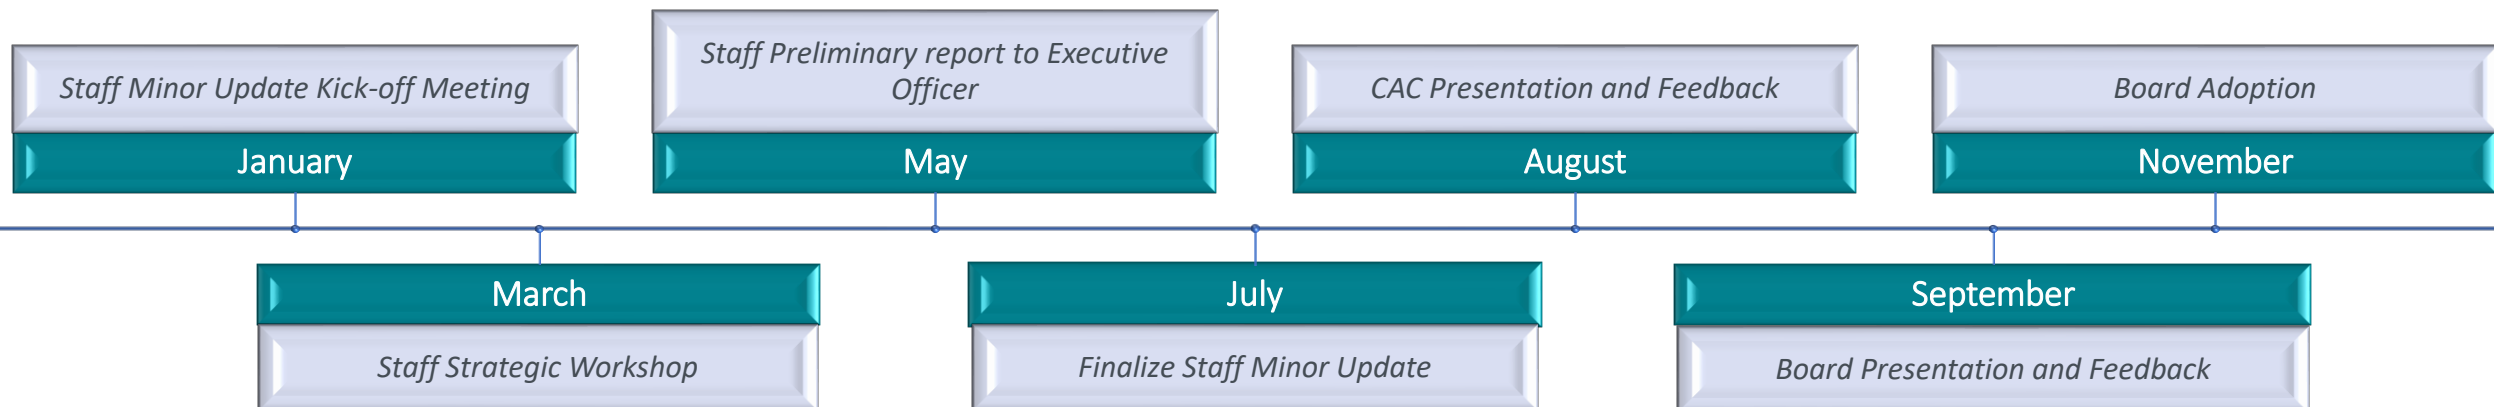 Staff Minor Update Kick-off Meeting
January
Staff Preliminary report to Executive
Officer
May
CAC Presentation and Feedback
August
Board Adoption
November
March
Staff Strategic Workshop
July
Finalize Staff Minor Update
September
Board Presentation and Feedback